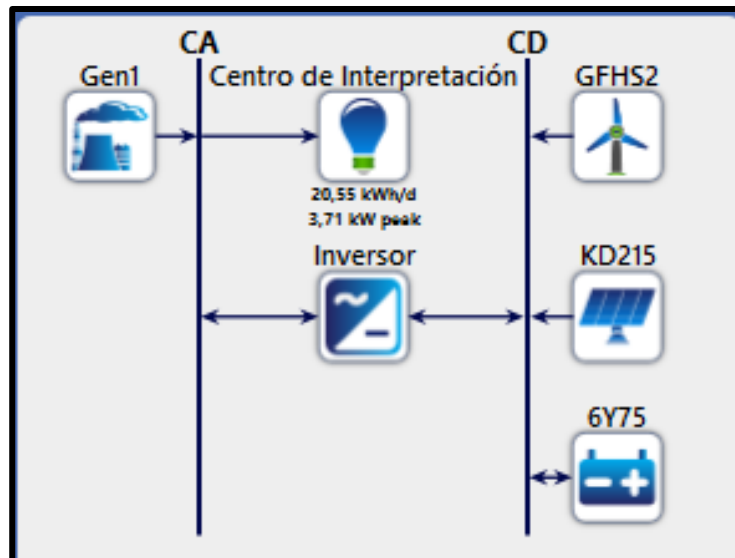 CA
CD
Gen1
Centro de Interpretación
GFHS2
20,55 kWh/d
3,71 kW peak
Inversor
KD215
6Y75